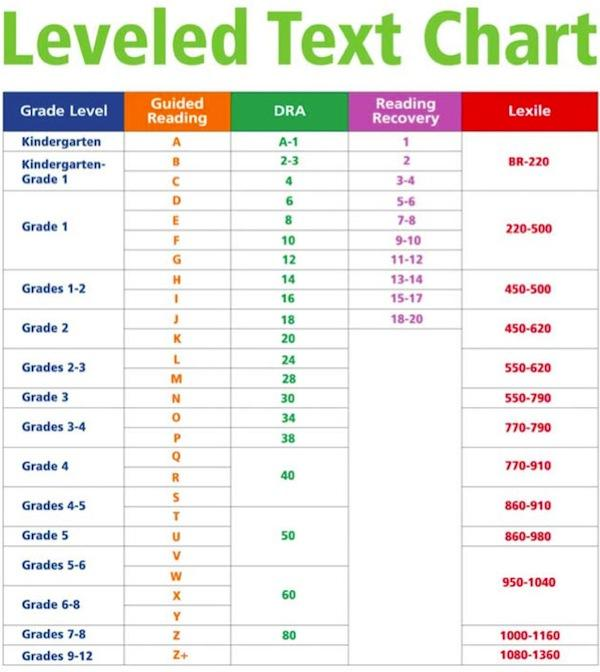 Leveled Text Chart
Grade Level Guided Reading DRA Reading Recovery Lexile
Kindergarten A A-1 1 BR-220
Kindergarten-Grade 1 B 2-3 2
C 4 3-4
Grade 1 D 6 5-6 220-500
E 8 7-8
F 10 9-10
G 12 11-12
Grades 1-2 H 14 13-14 450-500
I 16 15-17
Grade 2 J 18 18-20 450-620
K 20
Grades 2-3 L 24 550-620
M 28
Grade 3 N 30 550-790
Grades 3-4 O 34 770-790
P 38
Grade 4 Q 40 770-910
R
Grades 4-5 S 860-910
T 50
Grade 5 U 860-980
Grades 5-6 V 950-1040
W 60
Grade 6-8 X
Y
Grades 7-8 Z 80 1000-1160
Grades 9-12 Z+ 1080-1360